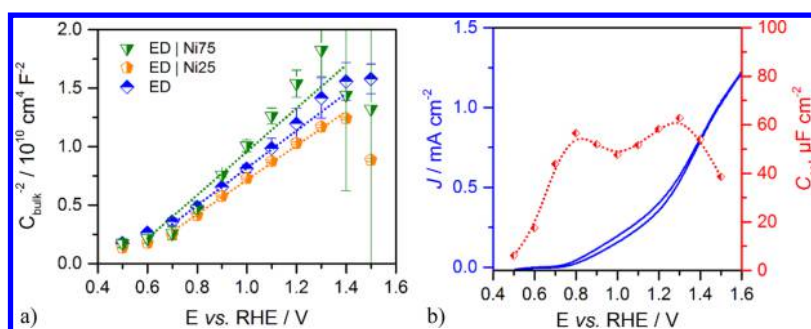 2.0
1.5
1.0
0.5
0.0
C_bulk^-2 / 10^10 cm^4 F^-2
ED | Ni75
ED | Ni25
ED
0.4 0.6 0.8 1.0 1.2 1.4 1.6
E vs. RHE / V
a)
1.5
1.0
0.5
0.0
J / mA cm^-2
100
80
60
40
20
0
μF cm^-2
0.4 0.6 0.8 1.0 1.2 1.4 1.6
E vs. RHE / V
b)